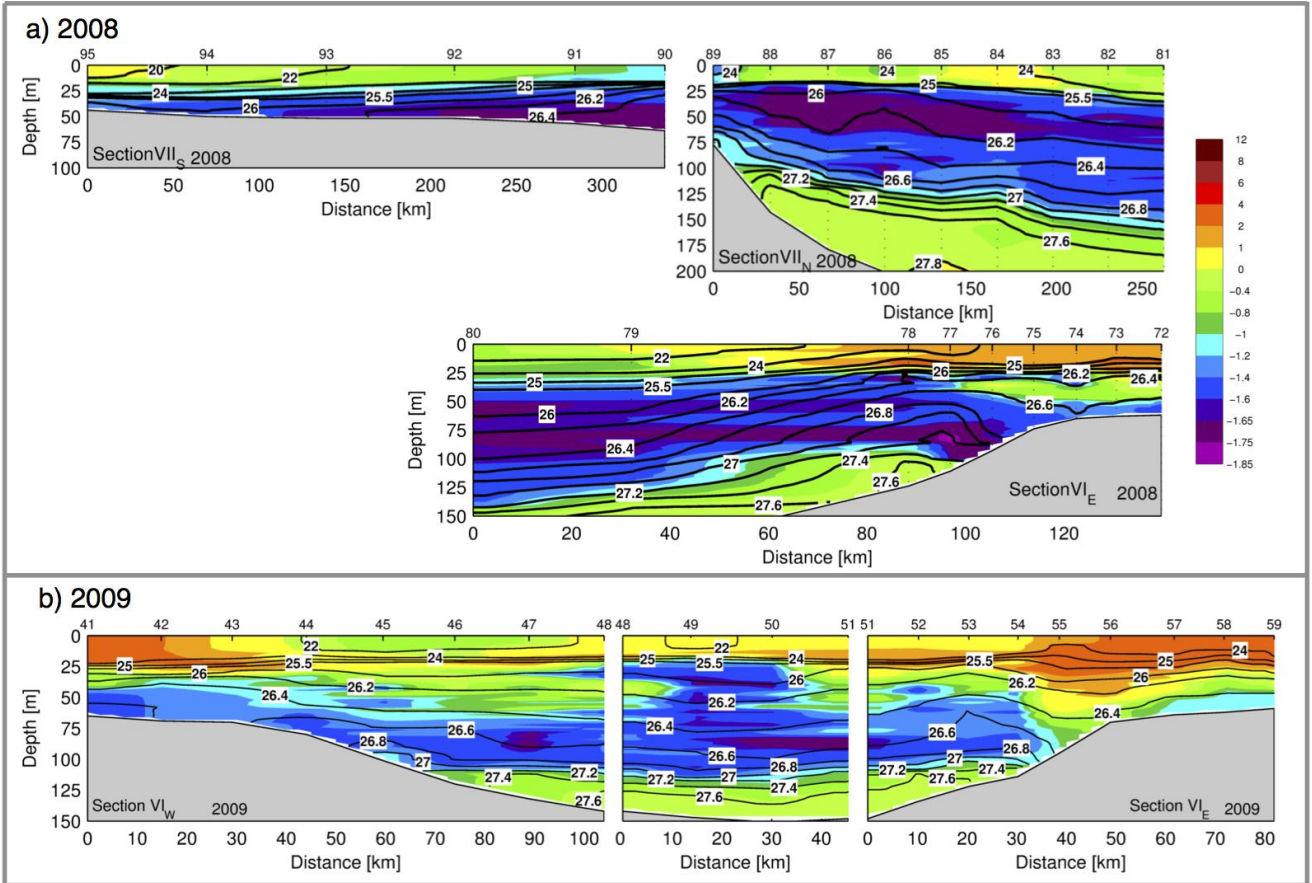 a) 2008
95 94 93 92 91 90
0 25 50 75 100
Depth [m]
20 22 24 25 25.5 26 26.2 26.4
SectionVII_S 2008
0 50 100 150 200 250 300
Distance [km]
89 88 87 86 85 84 83 82 81
0 25 50 75 100 125 150 175 200
24 24 24 25 25.5 26 26.2 26.4 26.6 26.8 27 27.2 27.4 27.6 27.8
SectionVII_N 2008
0 50 100 150 200 250
Distance [km]
12
8
6
4
2
1
0
−0.4
−0.8
−1
−1.2
−1.4
−1.65
−1.75
−1.85
80 79 78 77 76 75 74 73 72
0 25 50 75 100 125 150
Depth [m]
22 24 25 25 25.5 26 26 26.2 26.2 26.4 26.4 26.6 26.8 27 27.2 27.4 27.6 27.6
SectionVI_E 2008
0 20 40 60 80 100 120
Distance [km]
b) 2009
41 42 43 44 45 46 47 48
0 25 50 75 100 125 150
Depth [m]
22 24 25 25.5 26 26.2 26.4 26.6 26.8 27 27.2 27.4 27.6
Section VI_W 2009
0 10 20 30 40 50 60 70 80 90 100
Distance [km]
48 49 50 51
22 24 25 25.5 26 26.2 26.4 26.6 26.8 27 27.2 27.4 27.6
0 10 20 30 40
Distance [km]
51 52 53 54 55 56 57 58 59
24 25 25.5 26 26.2 26.4 26.6 26.8 27 27.2 27.4 27.6
Section VI_E 2009
0 10 20 30 40 50 60 70 80
Distance [km]